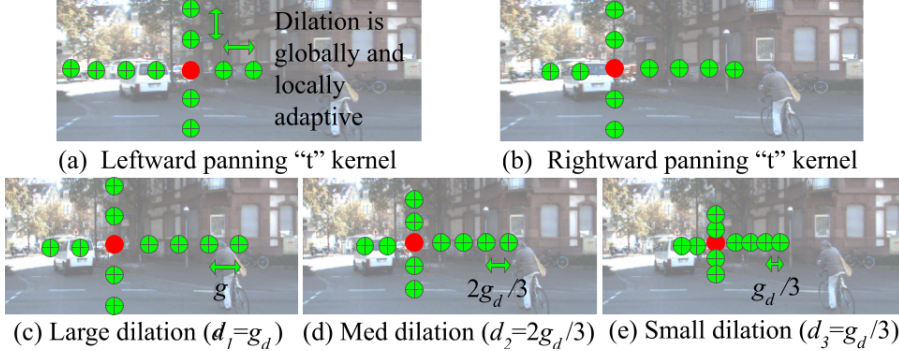 Dilation is
globally and
locally
adaptive
(a) Leftward panning “t” kernel
(b) Rightward panning “t” kernel
g
2g_d/3
g_d/3
(c) Large dilation (d_1=g_d)
(d) Med dilation (d_2=2g_d/3)
(e) Small dilation (d_3=g_d/3)